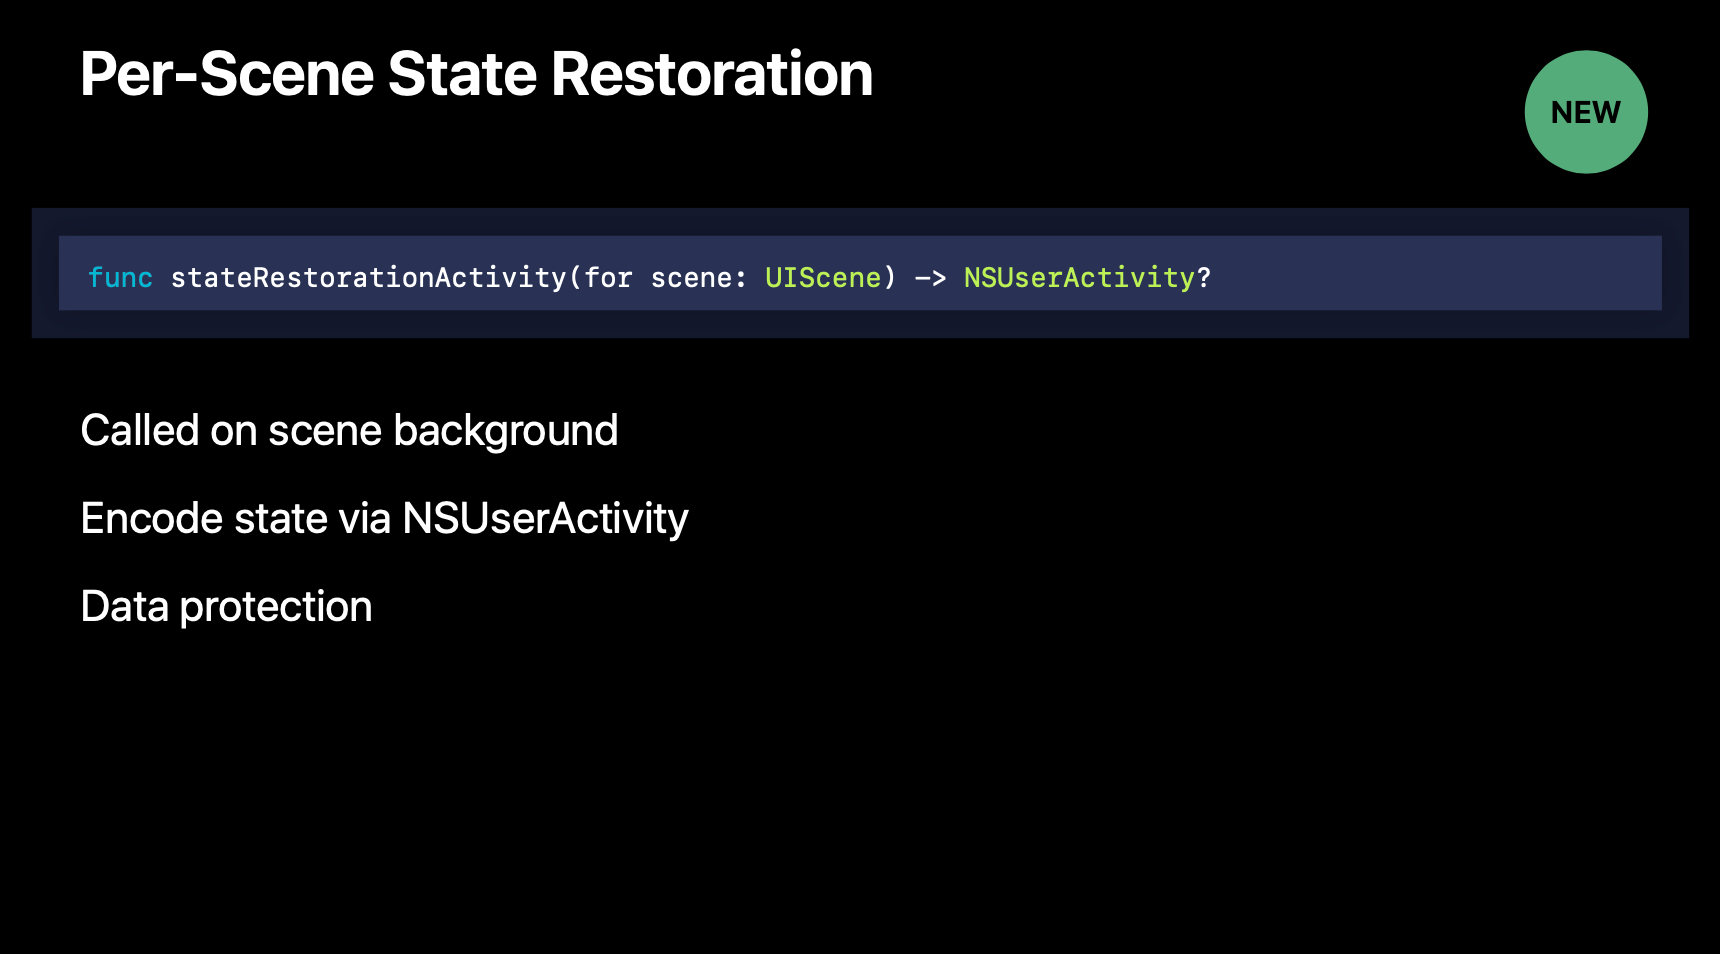 Per-Scene State Restoration
NEW
func stateRestorationActivity(for scene: UIScene) -> NSUserActivity?
Called on scene background
Encode state via NSUserActivity
Data protection